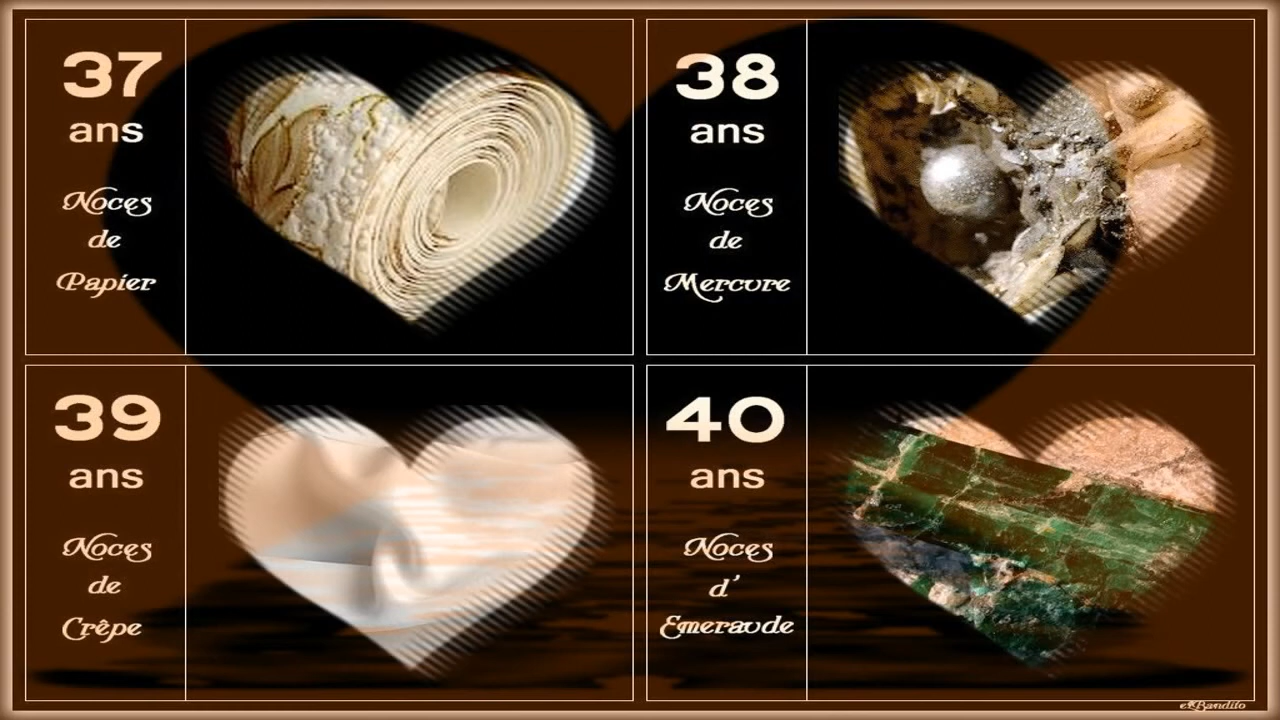 37
ans
Noces
de
Papier
38
ans
Noces
de
Mercure
39
ans
Noces
de
Crêpe
40
ans
Noces
d'
Emeraude